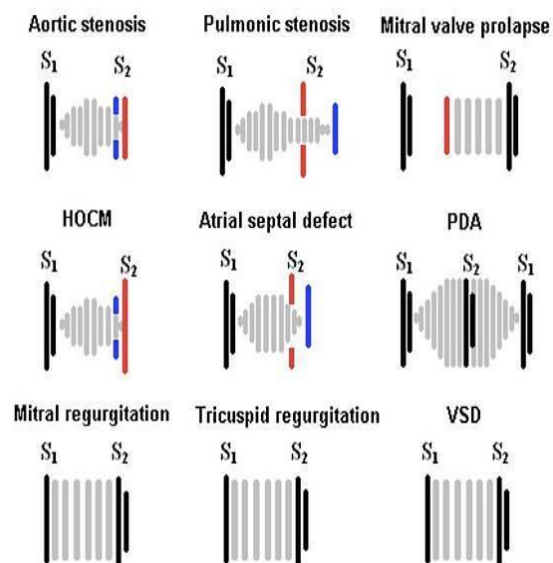 Aortic stenosis
S₁ S₂
Pulmonic stenosis
S₁ S₂
Mitral valve prolapse
S₁ S₂
HOCM
S₁ S₂
Atrial septal defect
S₁ S₂
PDA
S₁ S₂ S₁
Mitral regurgitation
S₁ S₂
Tricuspid regurgitation
S₁ S₂
VSD
S₁ S₂